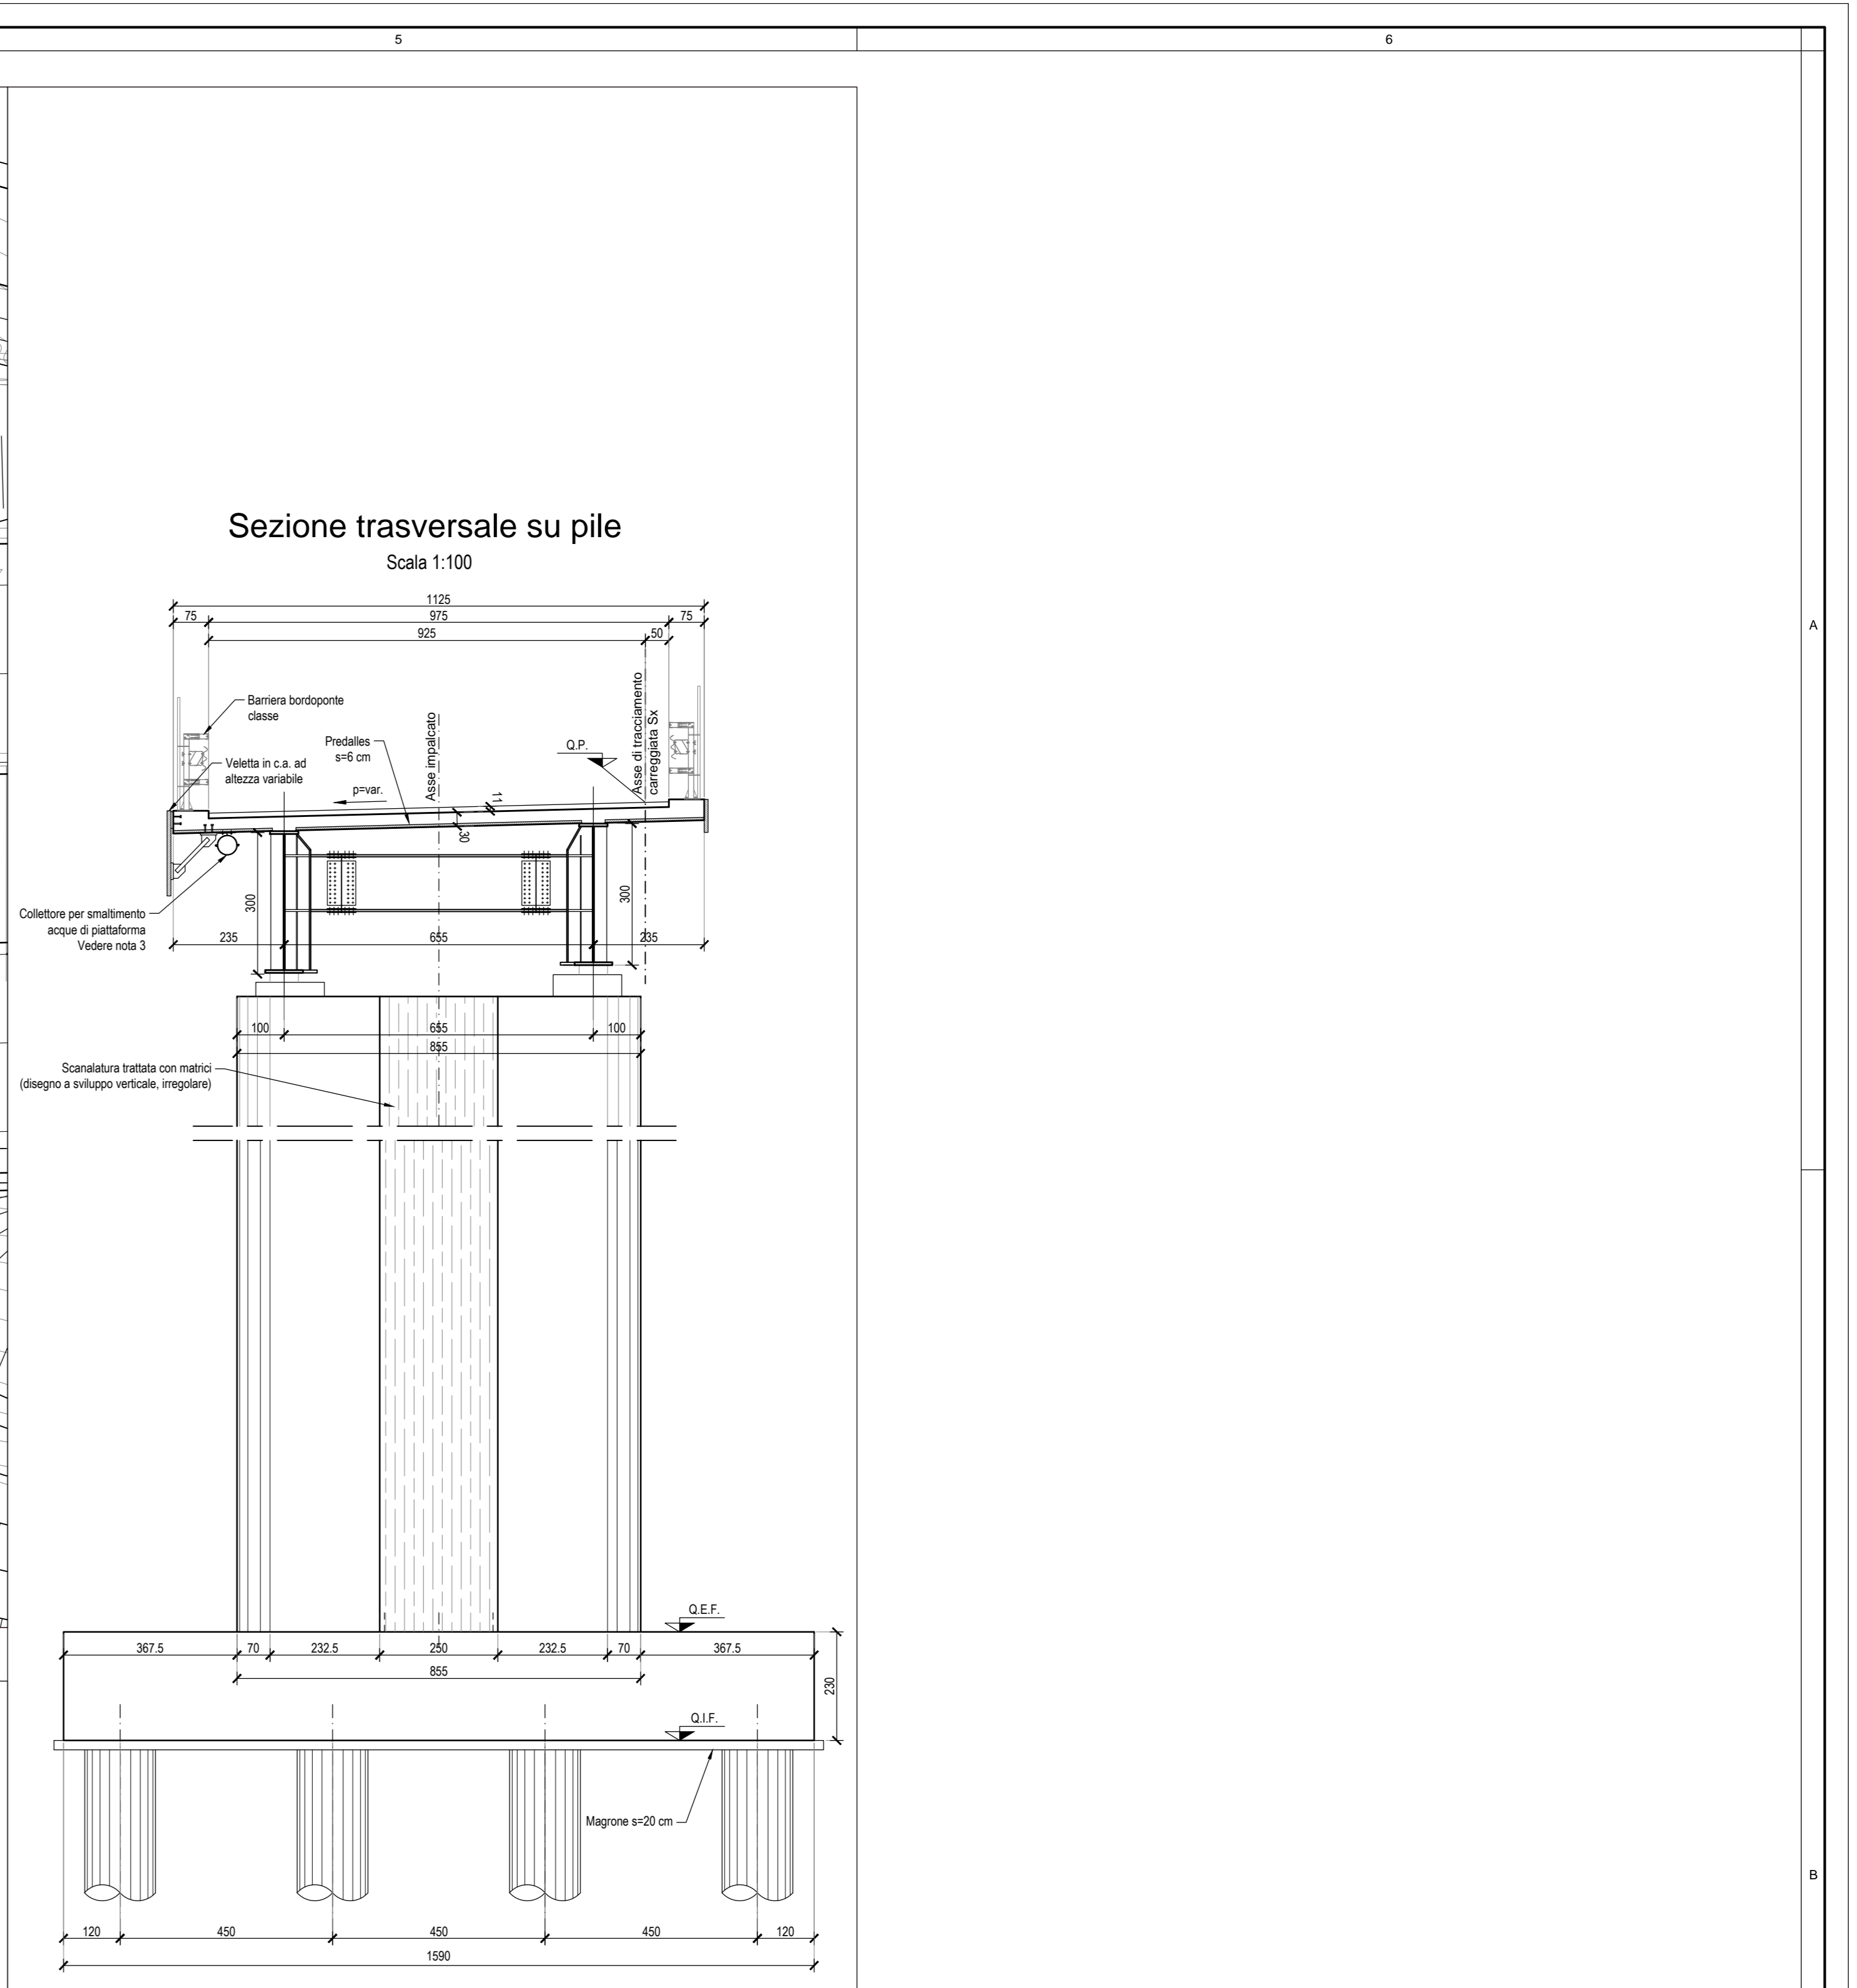 5
6
Sezione trasversale su pile
Scala 1:100
1125
75
975
75
925
50
Barriera bordoponte
classe
Asse impalcato
Asse di tracciamento
carreggiata Sx
Predalles
s=6 cm
Q.P.
Veletta in c.a. ad
altezza variabile
p=var.
11
30
300
300
Collettore per smaltimento
acque di piattaforma
Vedere nota 3
235
655
235
100
655
100
855
Scanalatura trattata con matrici
(disegno a sviluppo verticale, irregolare)
Q.E.F.
367.5
70
232.5
250
232.5
70
367.5
855
230
Q.I.F.
Magrone s=20 cm
120
450
450
450
120
1590
A
B